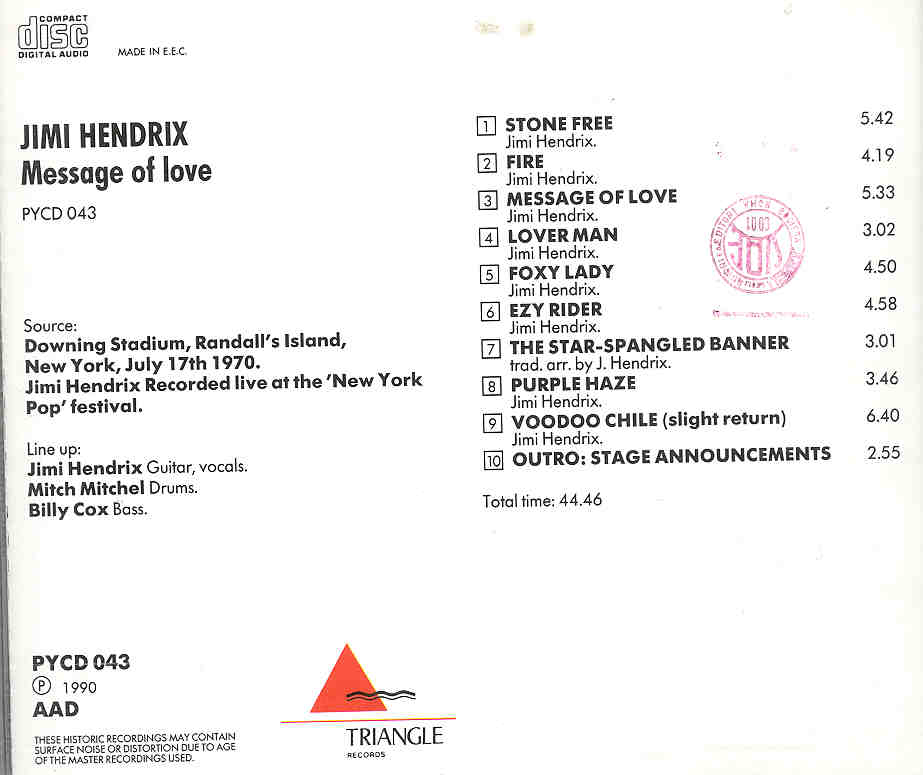 COMPACT
disc
DIGITAL AUDIO
MADE IN E.E.C.
JIMI HENDRIX
Message of love
PYCD 043
Source:
Downing Stadium, Randall's Island,
New York, July 17th 1970.
Jimi Hendrix Recorded live at the 'New York
Pop' festival.
Line up:
Jimi Hendrix Guitar, vocals.
Mitch Mitchel Drums.
Billy Cox Bass.
1 STONE FREE 5.42
Jimi Hendrix.
2 FIRE 4.19
Jimi Hendrix.
3 MESSAGE OF LOVE 5.33
Jimi Hendrix.
4 LOVER MAN 3.02
Jimi Hendrix.
5 FOXY LADY 4.50
Jimi Hendrix.
6 EZY RIDER 4.58
Jimi Hendrix.
7 THE STAR-SPANGLED BANNER 3.01
trad. arr. by J. Hendrix.
8 PURPLE HAZE 3.46
Jimi Hendrix.
9 VOODOO CHILE (slight return) 6.40
Jimi Hendrix.
10 OUTRO: STAGE ANNOUNCEMENTS 2.55
Total time: 44.46
PYCD 043
℗ 1990
AAD
THESE HISTORIC RECORDINGS MAY CONTAIN
SURFACE NOISE OR DISTORTION DUE TO AGE
OF THE MASTER RECORDINGS USED.
TRIANGLE
RECORDS